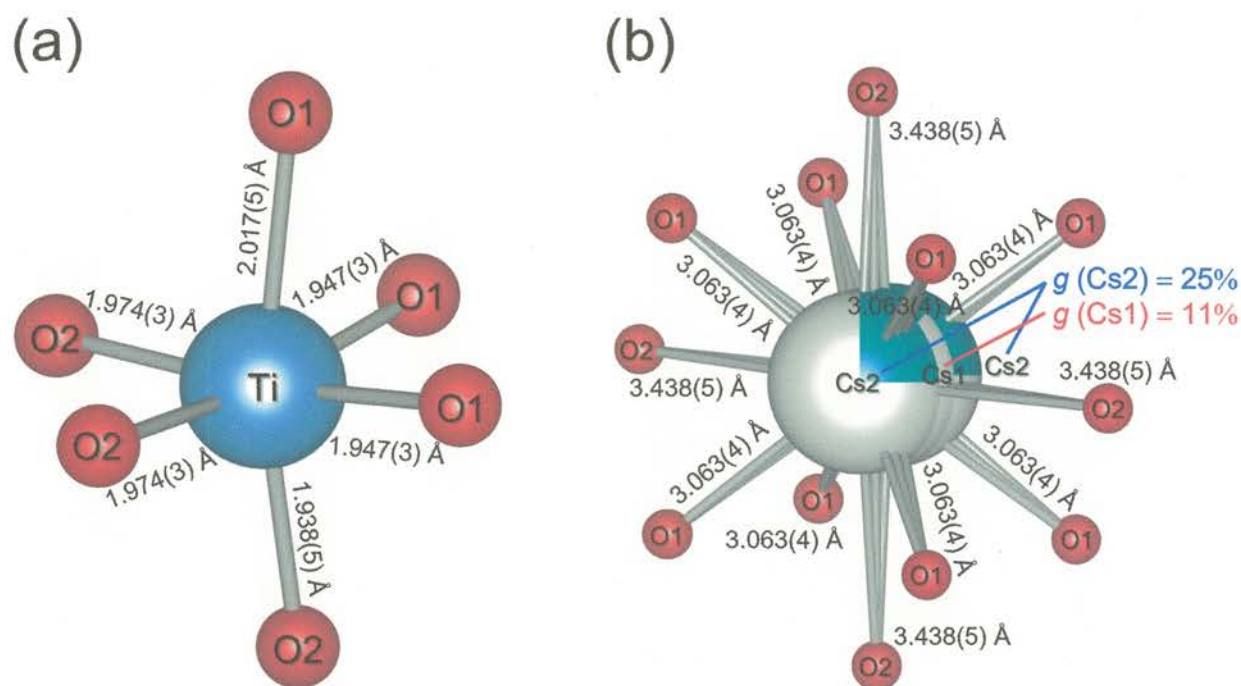 (a)
O1
2.017(5) Å
1.947(3) Å
O1
1.974(3) Å
O2
Ti
O1
O2
1.974(3) Å
1.947(3) Å
1.938(5) Å
O2
(b)
O2
3.438(5) Å
O1
3.063(4) Å
O1
3.063(4) Å
O1
O1
3.063(4) Å
3.063(4) Å
g (Cs2) = 25%
g (Cs1) = 11%
O2
3.438(5) Å
Cs2
Cs1
Cs2
3.438(5) Å
O2
3.063(4) Å
O1
O1
3.063(4) Å
3.063(4) Å
O1
3.063(4) Å
O1
3.438(5) Å
O2